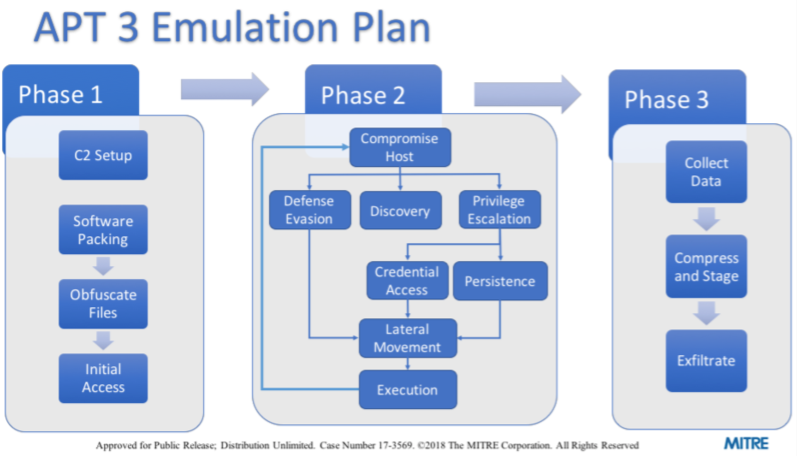 APT 3 Emulation Plan
Phase 1
C2 Setup
Software
Packing
Obfuscate
Files
Initial
Access
Phase 2
Compromise
Host
Defense
Evasion
Discovery
Privilege
Escalation
Credential
Access
Persistence
Lateral
Movement
Execution
Phase 3
Collect
Data
Compress
and Stage
Exfiltrate
Approved for Public Release; Distribution Unlimited. Case Number 17-3569. ©2018 The MITRE Corporation. All Rights Reserved
MITRE